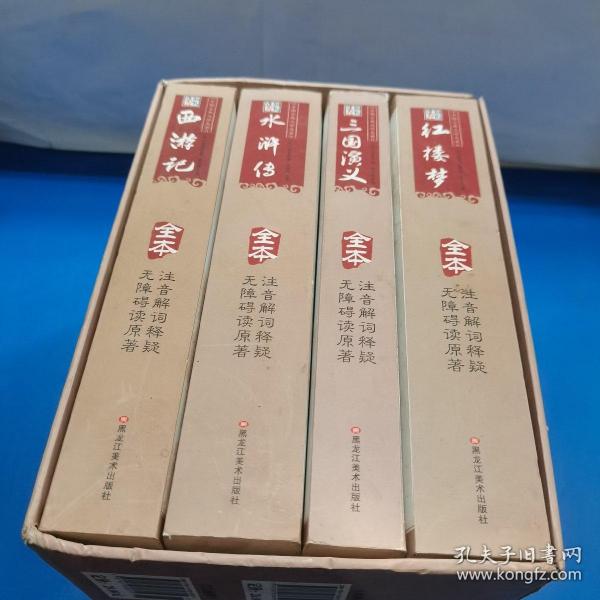 西游记
全本
注音解词释疑
无障碍读原著
黑龙江美术出版社
水浒传
全本
注音解词释疑
无障碍读原著
黑龙江美术出版社
三国演义
全本
注音解词释疑
无障碍读原著
黑龙江美术出版社
红楼梦
全本
注音解词释疑
无障碍读原著
黑龙江美术出版社
孔夫子旧书网
www.kongfz.com